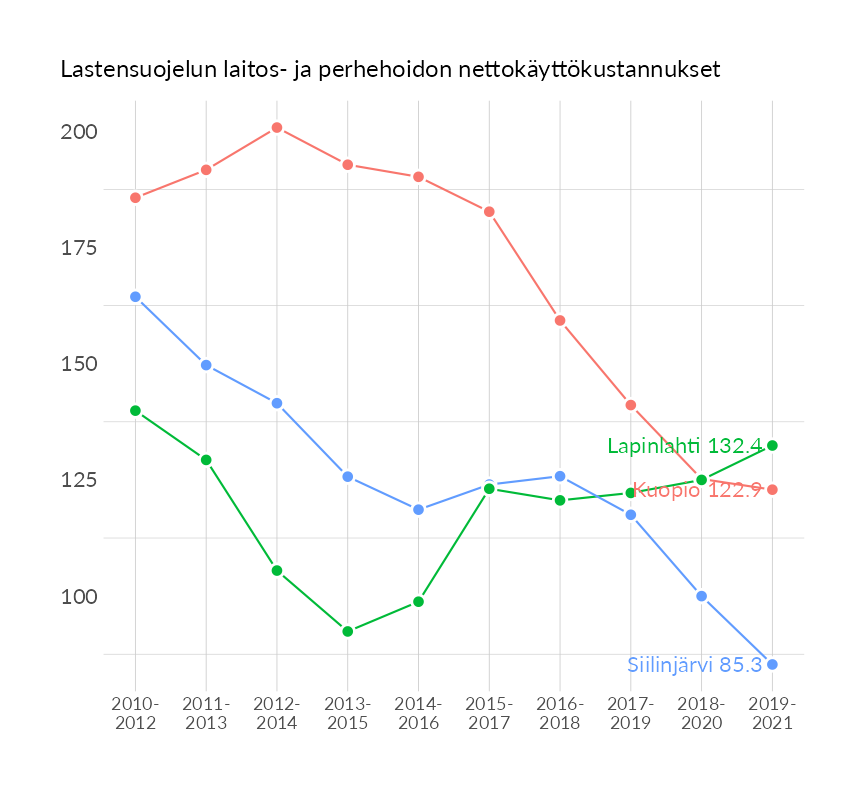 Lastensuojelun laitos- ja perhehoidon nettokäyttökustannukset
200
175
150
125
100
Lapinlahti 132.4
Kuopio 122.9
Siilinjärvi 85.3
2010- 2011- 2012- 2013- 2014- 2015- 2016- 2017- 2018- 2019-
2012 2013 2014 2015 2016 2017 2018 2019 2020 2021